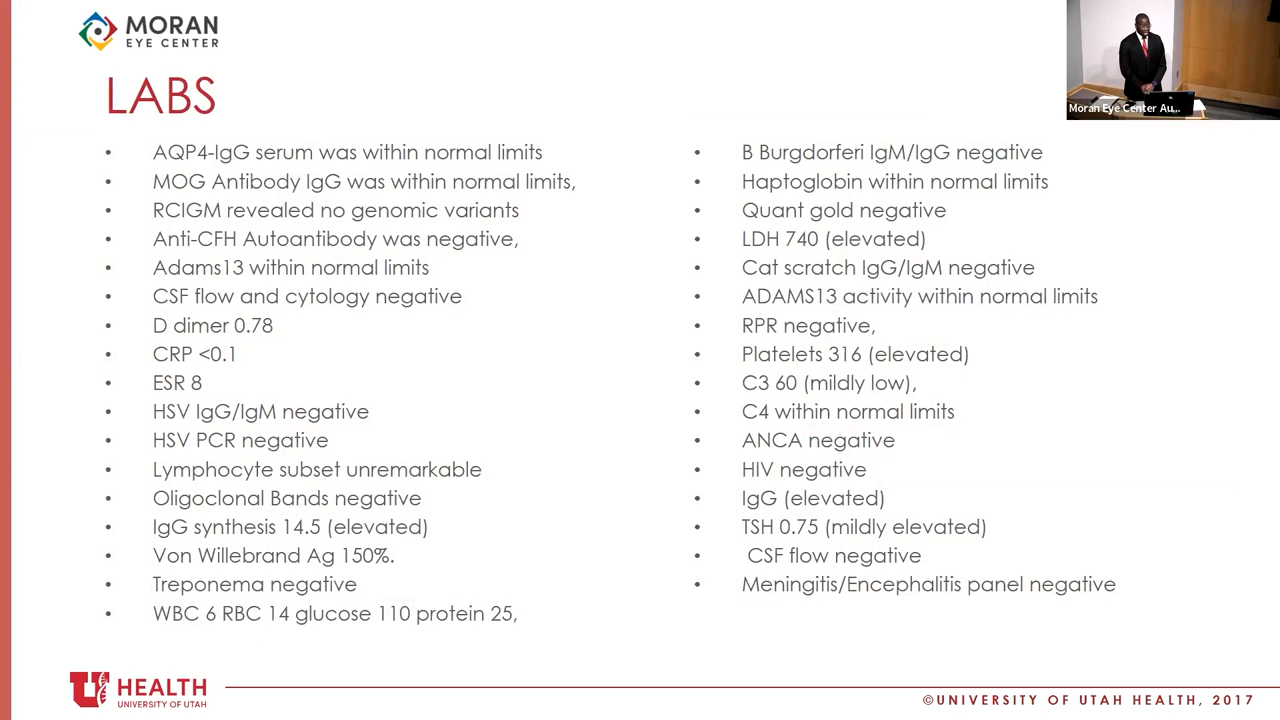 MORAN
EYE CENTER
Moran Eye Center Au...
LABS
• AQP4-IgG serum was within normal limits
• MOG Antibody IgG was within normal limits,
• RCIGM revealed no genomic variants
• Anti-CFH Autoantibody was negative,
• Adams13 within normal limits
• CSF flow and cytology negative
• D dimer 0.78
• CRP <0.1
• ESR 8
• HSV IgG/IgM negative
• HSV PCR negative
• Lymphocyte subset unremarkable
• Oligoclonal Bands negative
• IgG synthesis 14.5 (elevated)
• Von Willebrand Ag 150%.
• Treponema negative
• WBC 6 RBC 14 glucose 110 protein 25,
• B Burgdorferi IgM/IgG negative
• Haptoglobin within normal limits
• Quant gold negative
• LDH 740 (elevated)
• Cat scratch IgG/IgM negative
• ADAMS13 activity within normal limits
• RPR negative,
• Platelets 316 (elevated)
• C3 60 (mildly low),
• C4 within normal limits
• ANCA negative
• HIV negative
• IgG (elevated)
• TSH 0.75 (mildly elevated)
• CSF flow negative
• Meningitis/Encephalitis panel negative
U HEALTH
UNIVERSITY OF UTAH
©UNIVERSITY OF UTAH HEALTH, 2017